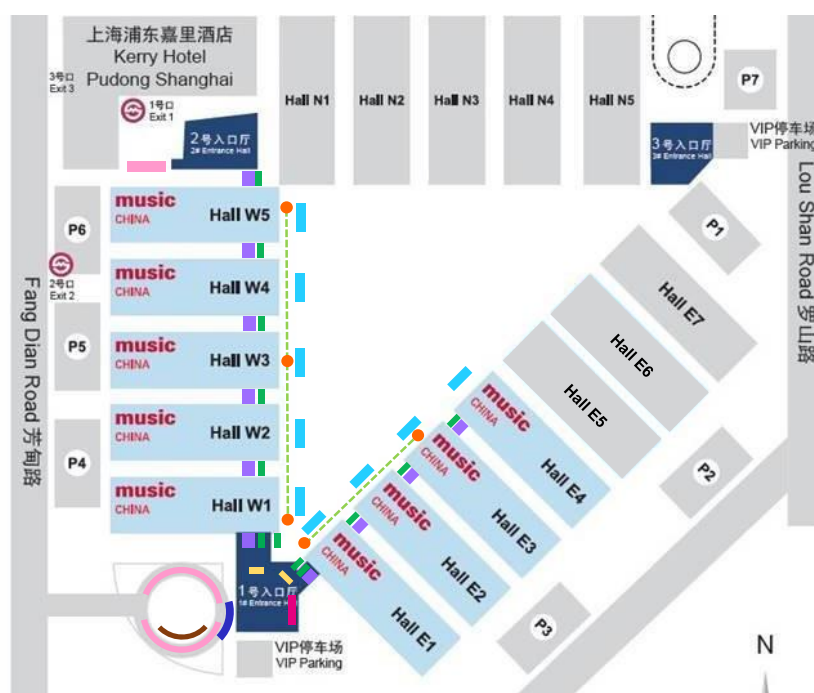 上海浦东嘉里酒店
Kerry Hotel
Pudong Shanghai
3号口
Exit 3
1号口
Exit 1
2号入口厅
2# Entrance Hall
Hall N1
Hall N2
Hall N3
Hall N4
Hall N5
P7
VIP停车场
VIP Parking
3号入口厅
3# Entrance Hall
Lou Shan Road 罗山路
P1
P6
music
CHINA
Hall W5
2号口
Exit 2
music
CHINA
Hall W4
Fang Dian Road 芳甸路
P5
music
CHINA
Hall W3
music
CHINA
Hall W2
P4
music
CHINA
Hall W1
Hall E7
Hall E6
Hall E5
music
CHINA
Hall E4
music
CHINA
Hall E3
music
CHINA
Hall E2
music
CHINA
Hall E1
P2
P3
1号入口厅
1# Entrance Hall
VIP停车场
VIP Parking
N